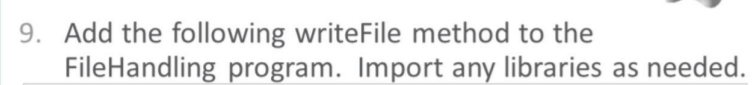 9. Add the following writeFile method to the
FileHandling program. Import any libraries as needed.